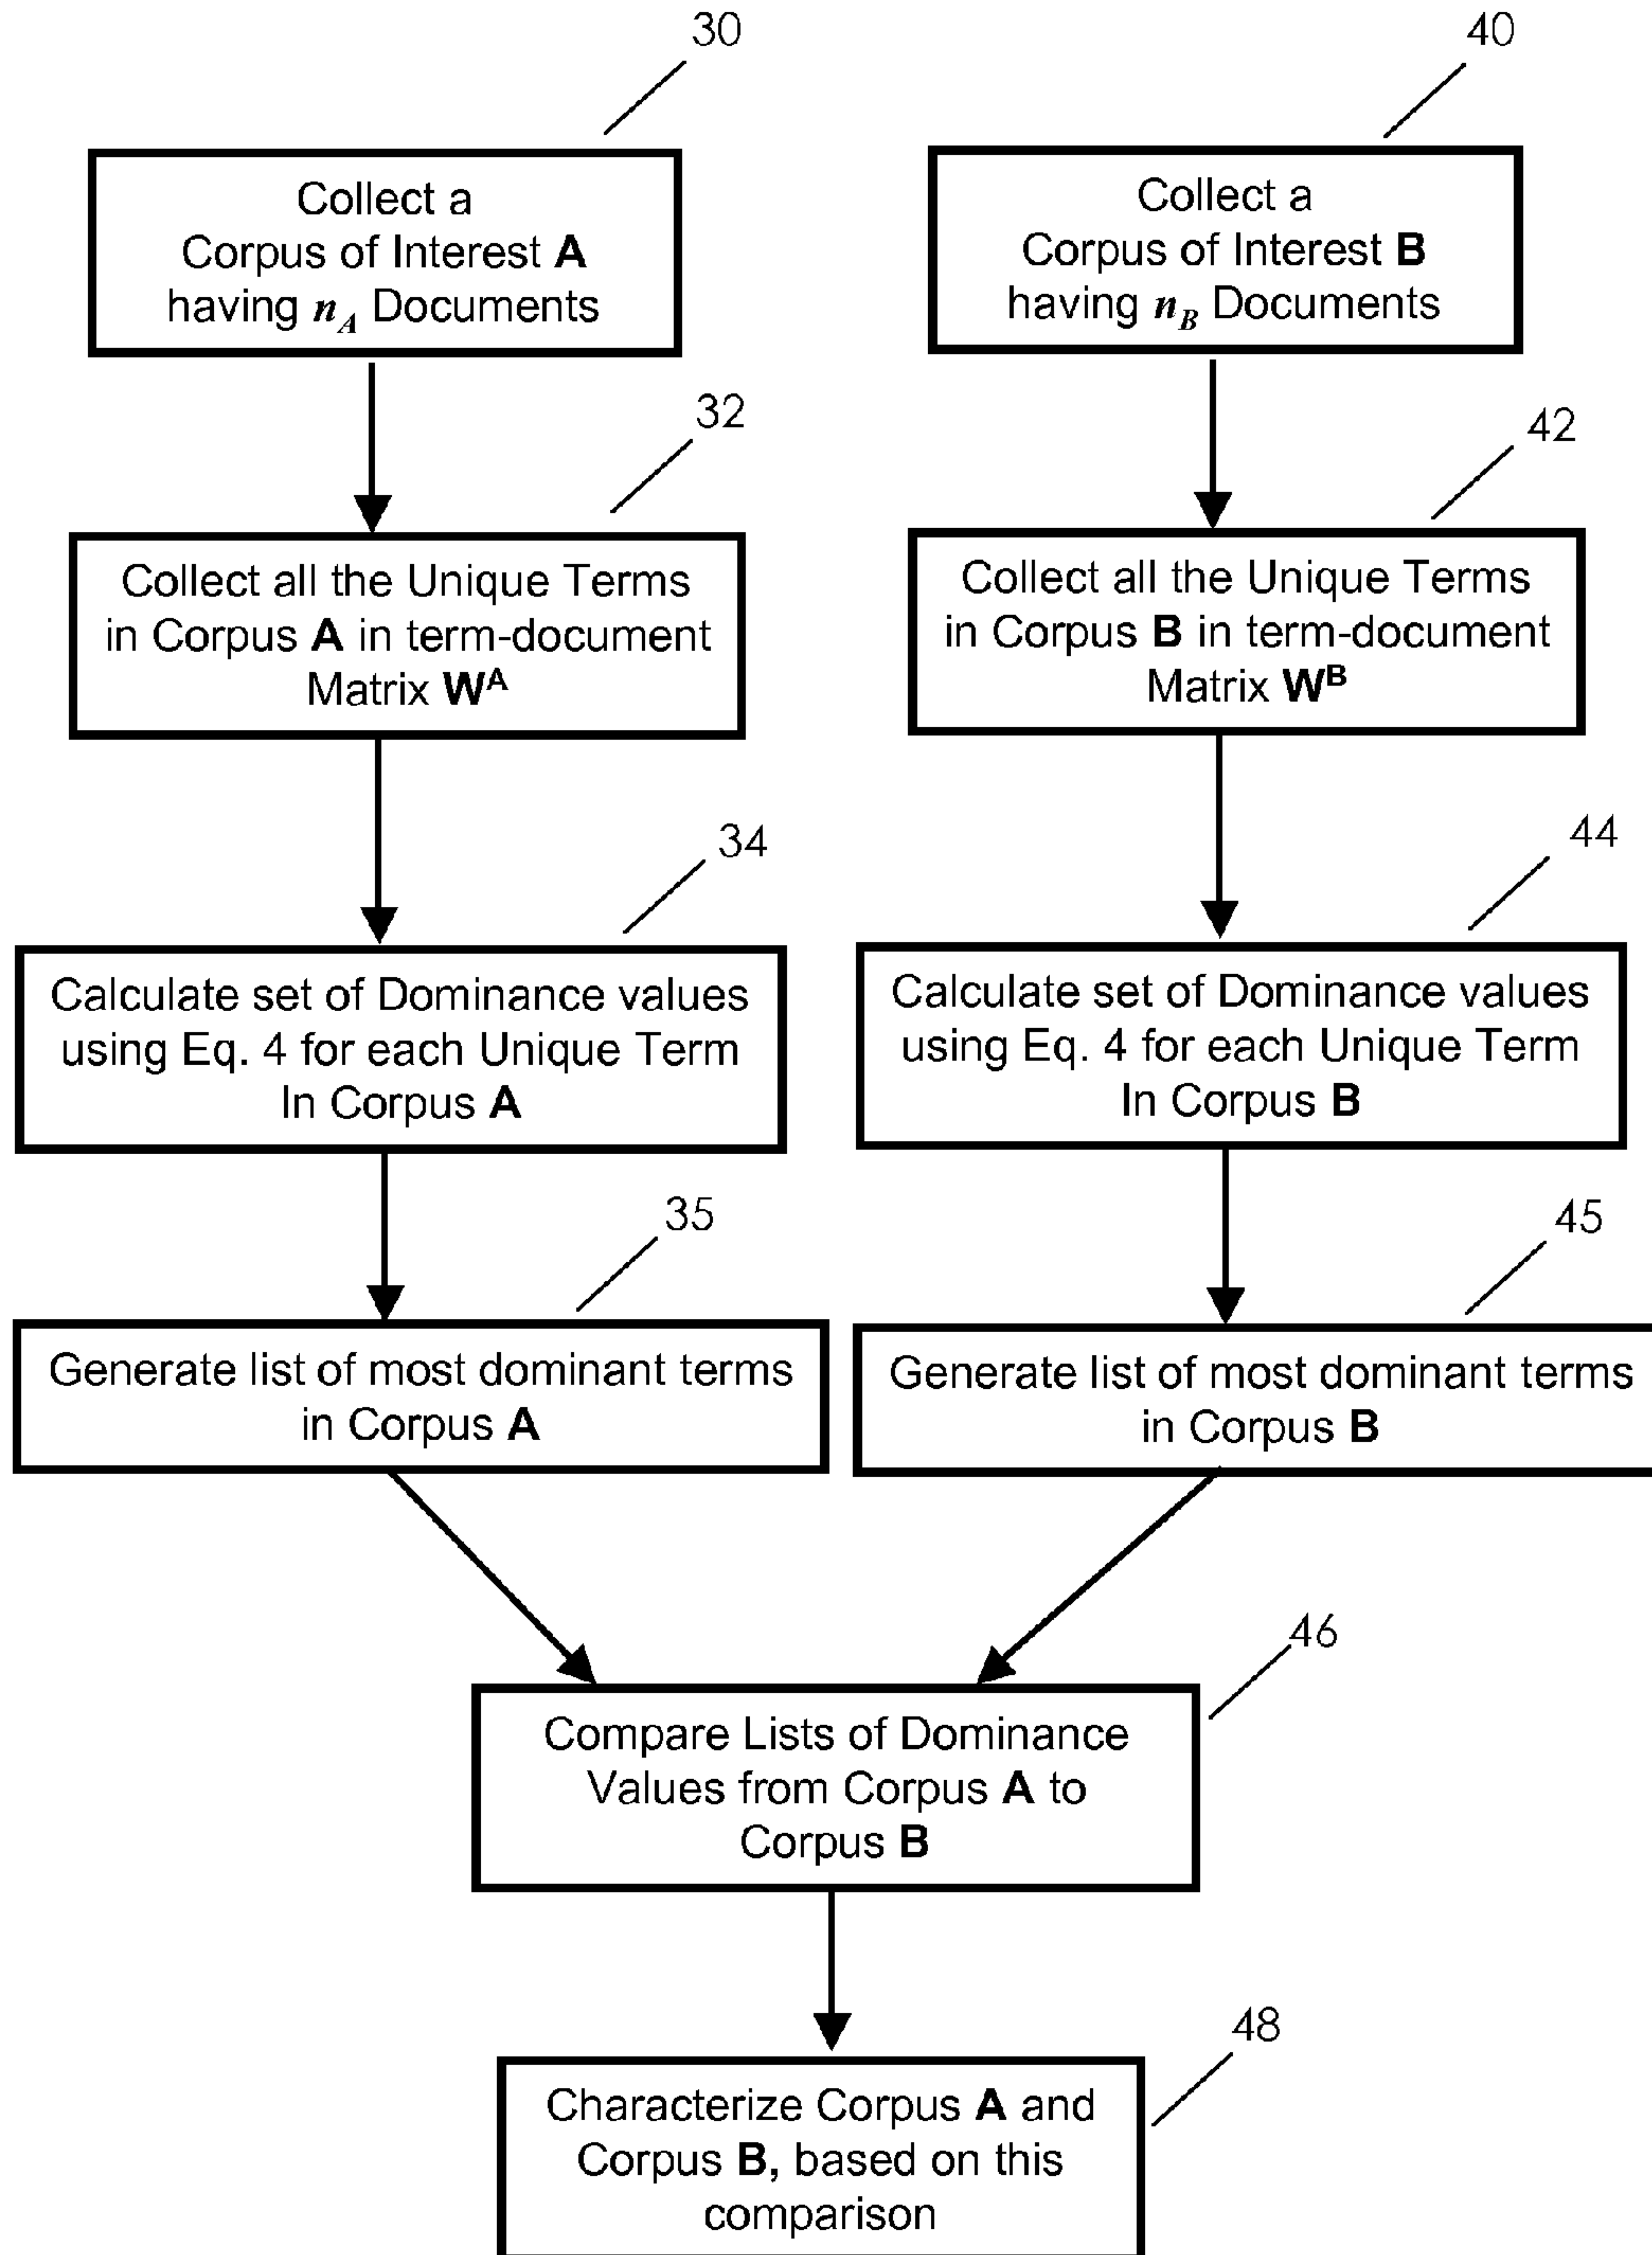 30
Collect a
Corpus of Interest A
having nA Documents
32
Collect all the Unique Terms
in Corpus A in term-document
Matrix WA
34
Calculate set of Dominance values
using Eq. 4 for each Unique Term
In Corpus A
35
Generate list of most dominant terms
in Corpus A
40
Collect a
Corpus of Interest B
having nB Documents
42
Collect all the Unique Terms
in Corpus B in term-document
Matrix WB
44
Calculate set of Dominance values
using Eq. 4 for each Unique Term
In Corpus B
45
Generate list of most dominant terms
in Corpus B
46
Compare Lists of Dominance
Values from Corpus A to
Corpus B
48
Characterize Corpus A and
Corpus B, based on this
comparison